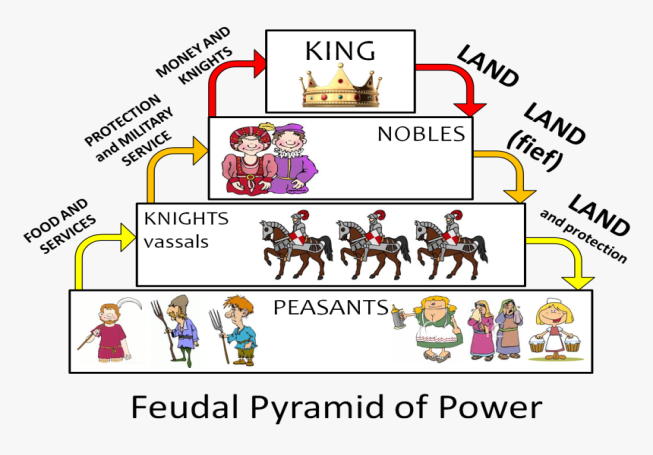 MONEY AND
KNIGHTS
KING
LAND
PROTECTION
and MILITARY
SERVICE
NOBLES
LAND
(fief)
FOOD AND
SERVICES
KNIGHTS
vassals
LAND
and protection
PEASANTS
Feudal Pyramid of Power